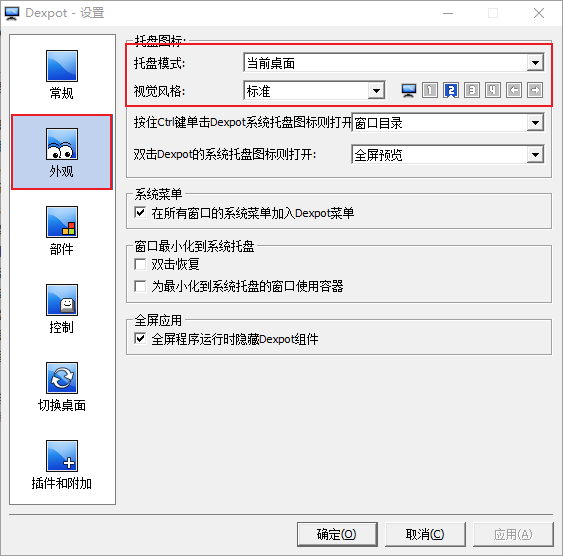 Dexpot - 设置
常规
外观
部件
控制
切换桌面
插件和附加
托盘图标:
托盘模式:
当前桌面
视觉风格:
标准
1 2 3 4
按住Ctrl键单击Dexpot系统托盘图标则打开
窗口目录
双击Dexpot的系统托盘图标则打开:
全屏预览
系统菜单
在所有窗口的系统菜单加入Dexpot菜单
窗口最小化到系统托盘
双击恢复
为最小化到系统托盘的窗口使用容器
全屏应用
全屏程序运行时隐藏Dexpot组件
确定(O)
取消(C)
应用(A)